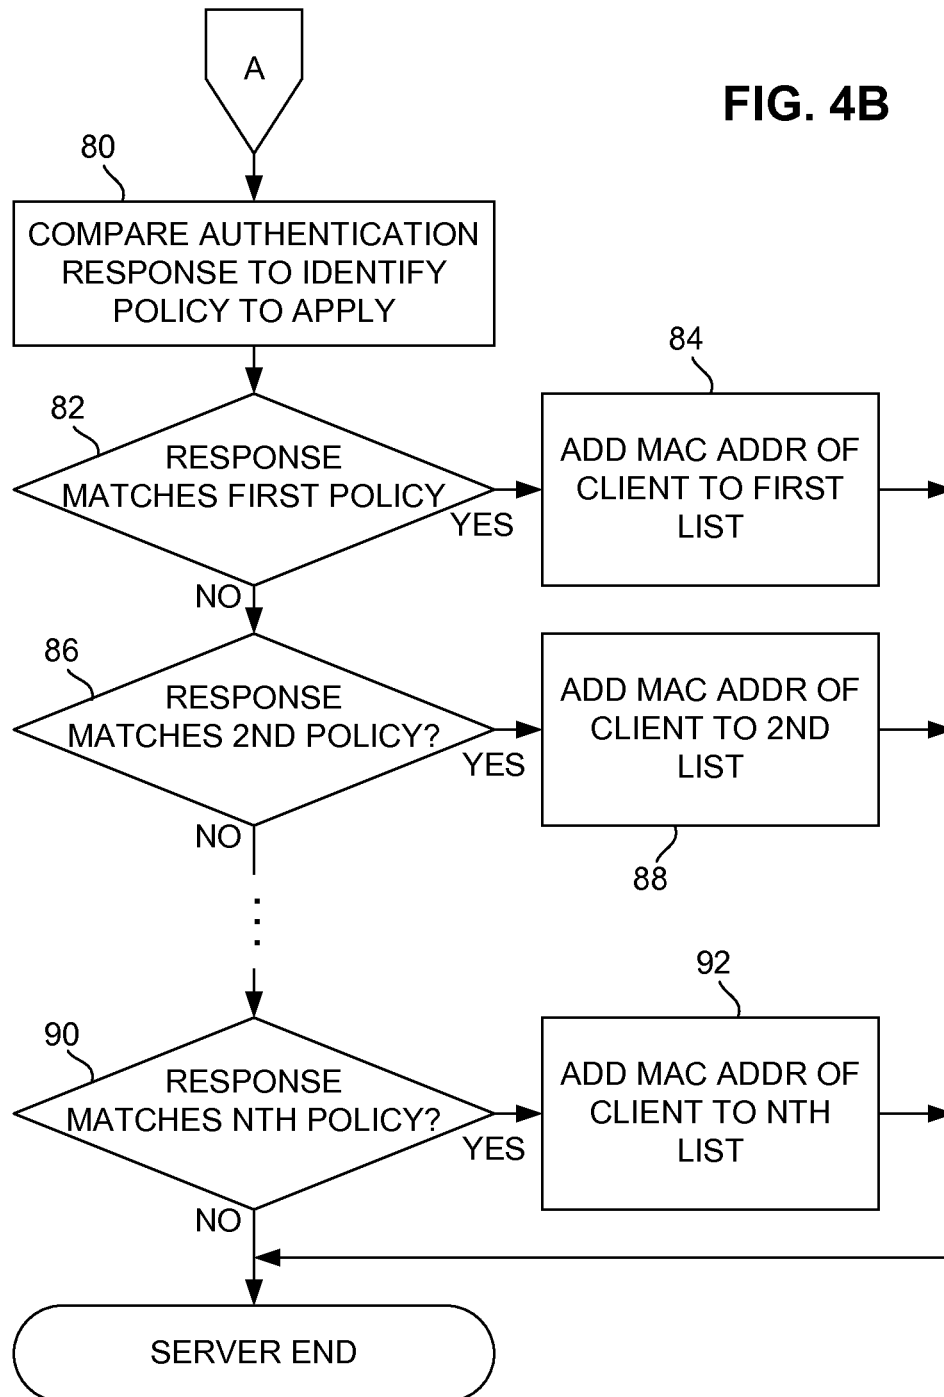 A
FIG. 4B
80
COMPARE AUTHENTICATION
RESPONSE TO IDENTIFY
POLICY TO APPLY
82
RESPONSE
MATCHES FIRST POLICY
YES
NO
84
ADD MAC ADDR OF
CLIENT TO FIRST
LIST
86
RESPONSE
MATCHES 2ND POLICY?
YES
NO
ADD MAC ADDR OF
CLIENT TO 2ND
LIST
88
90
RESPONSE
MATCHES NTH POLICY?
YES
NO
92
ADD MAC ADDR OF
CLIENT TO NTH
LIST
SERVER END